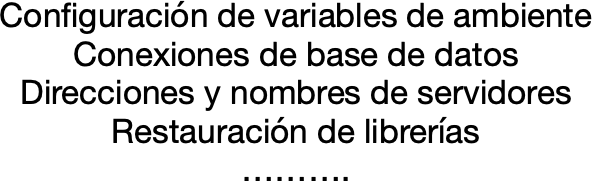 Configuración de variables de ambiente
Conexiones de base de datos
Direcciones y nombres de servidores
Restauración de librerías
..........